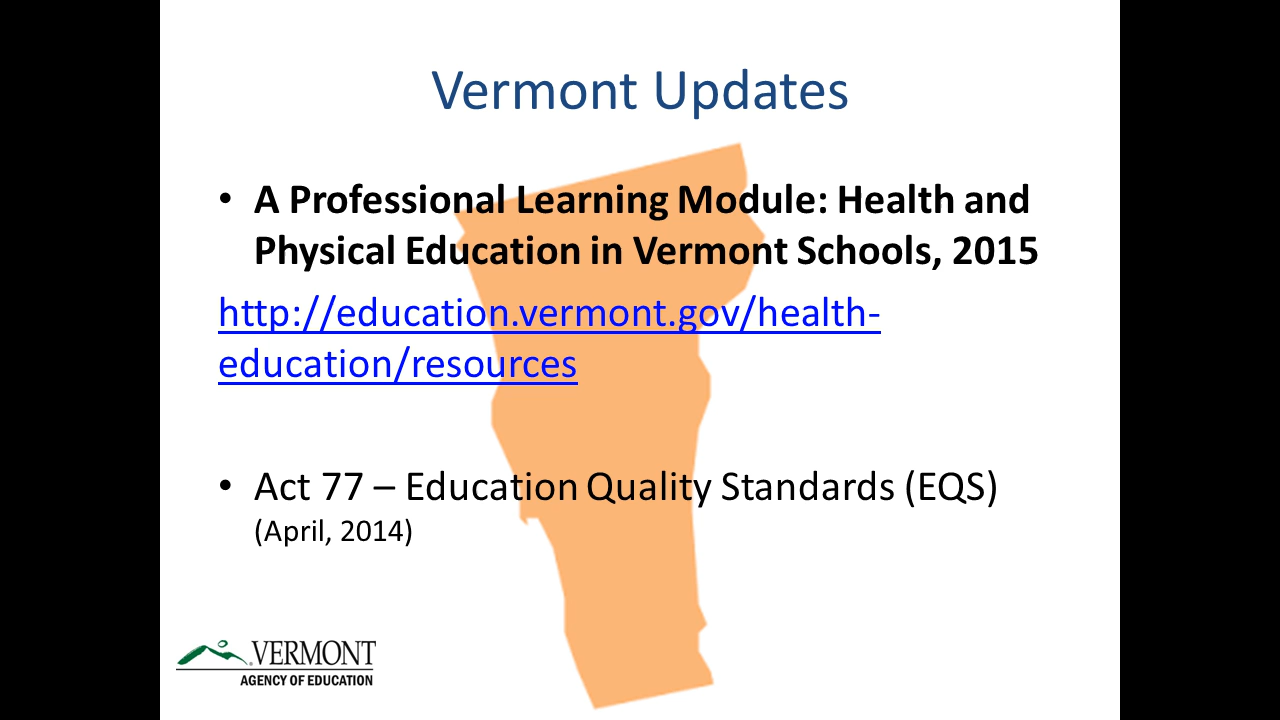 Vermont Updates
• A Professional Learning Module: Health and
Physical Education in Vermont Schools, 2015
http://education.vermont.gov/health-
education/resources
• Act 77 – Education Quality Standards (EQS)
(April, 2014)
VERMONT
AGENCY OF EDUCATION